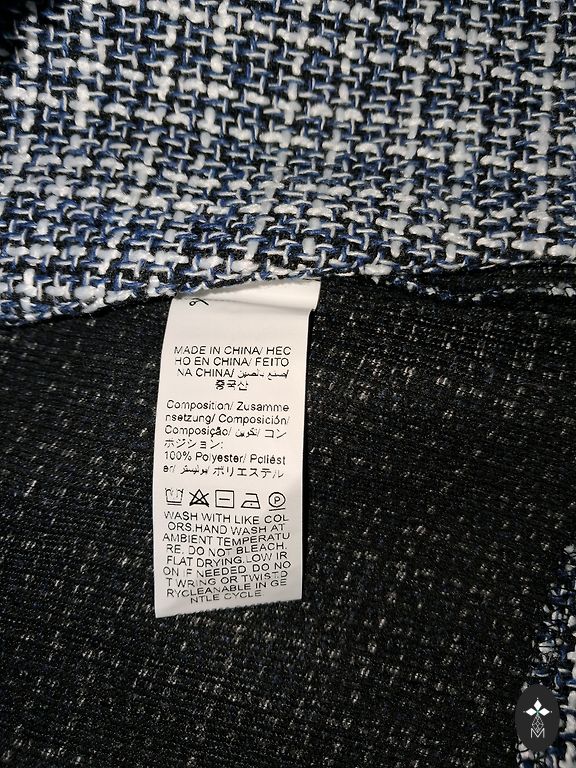 MADE IN CHINA/ HEC
HO EN CHINA/ FEITO
NA CHINA/ صنع بالصين/
중국산
Composition/ Zusamme
nsetzung/ Composición/
Composição/ تكوين/ コン
ポジション:
100% Polyester/ Poliést
er/ بوليستر/ ポリエステル
WASH WITH LIKE COL
ORS.HAND WASH AT
AMBIENT TEMPERATU
RE. DO NOT BLEACH.
FLAT DRYING.LOW IR
ON IF NEEDED DO NO
T WRING OR TWIST.D
RYCLEANABLE IN GE
NTLE CYCLE
M